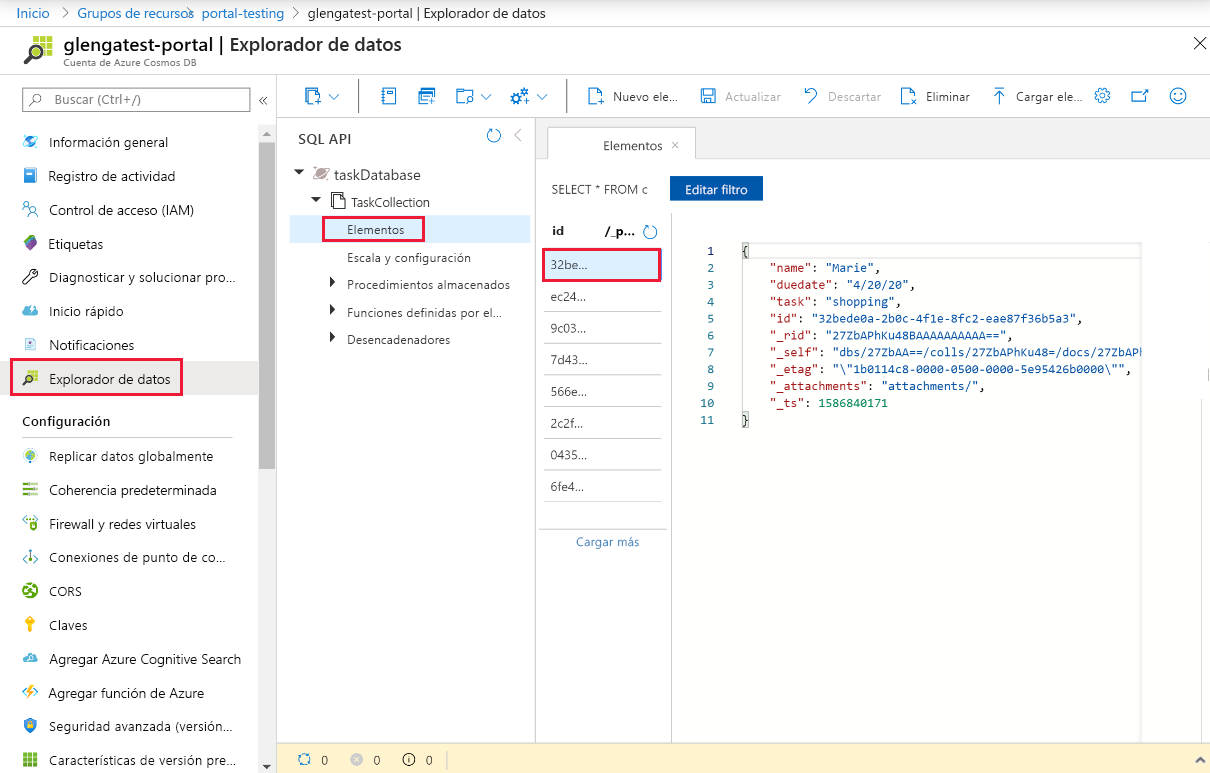 Inicio > Grupos de recursos > portal-testing > glengatest-portal | Explorador de datos
glengatest-portal | Explorador de datos
Cuenta de Azure Cosmos DB
Buscar (Ctrl+/)
«
Información general
Registro de actividad
Control de acceso (IAM)
Etiquetas
Diagnosticar y solucionar pro...
Inicio rápido
Notificaciones
Explorador de datos
Configuración
Replicar datos globalmente
Coherencia predeterminada
Firewall y redes virtuales
Conexiones de punto de co...
CORS
Claves
Agregar Azure Cognitive Search
Agregar función de Azure
Seguridad avanzada (versión...
Características de versión pre...
Nuevo ele...
Actualizar
Descartar
Eliminar
Cargar ele...
SQL API
taskDatabase
TaskCollection
Elementos
Escala y configuración
Procedimientos almacenados
Funciones definidas por el...
Desencadenadores
Elementos
SELECT * FROM c
Editar filtro
id /_p...
32be...
ec24...
9c03...
7d43...
566e...
2c2f...
0435...
6fe4...
Cargar más
1 {
2 "name": "Marie",
3 "duedate": "4/20/20",
4 "task": "shopping",
5 "id": "32bede0a-2b0c-4f1e-8fc2-eae87f36b5a3",
6 "_rid": "27ZbAPhKu48BAAAAAAAAAA==",
7 "_self": "dbs/27ZbAA==/colls/27ZbAPhKu48=/docs/27ZbAPh
8 "_etag": "\"1b0114c8-0000-0500-0000-5e95426b0000\"",
9 "_attachments": "attachments/",
10 "_ts": 1586840171
11 }
0 0 0